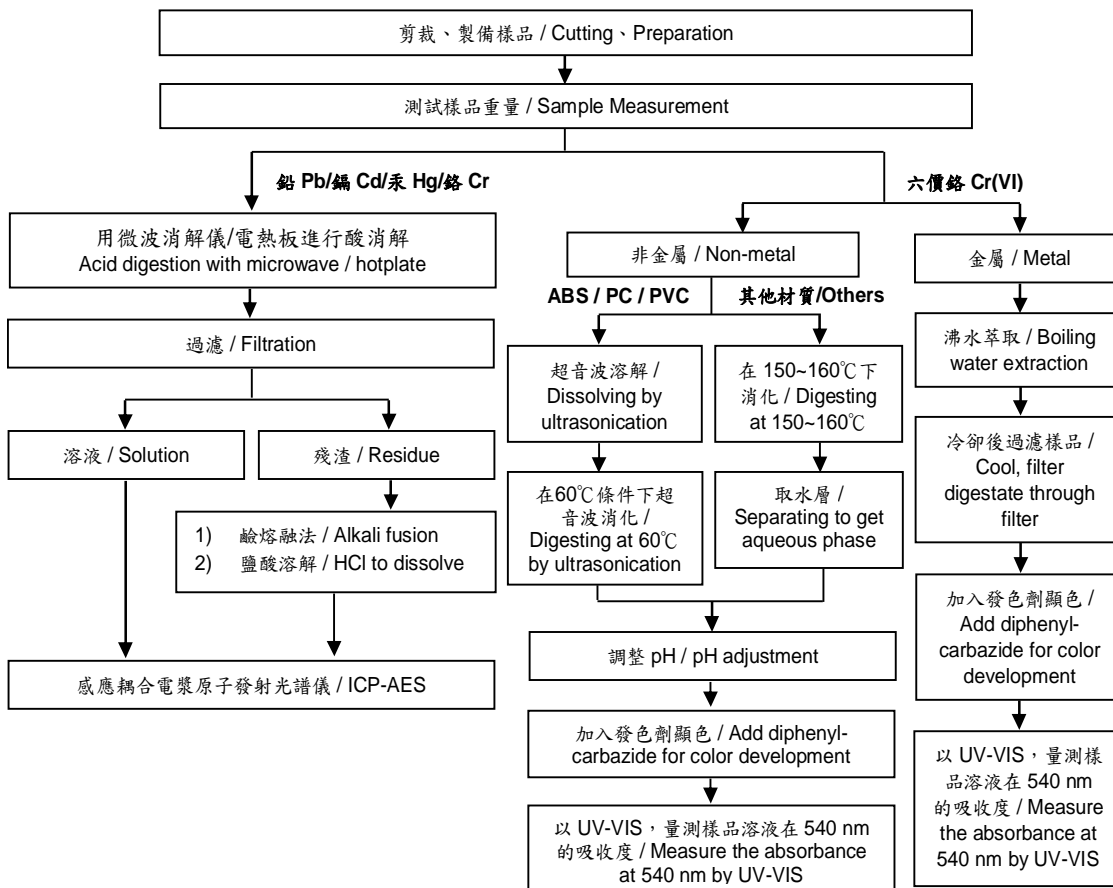 剪裁、製備樣品 / Cutting、Preparation
測試樣品重量 / Sample Measurement
鉛 Pb/鎘 Cd/汞 Hg/鉻 Cr
六價鉻 Cr(VI)
用微波消解儀/電熱板進行酸消解
Acid digestion with microwave / hotplate
過濾 / Filtration
溶液 / Solution
殘渣 / Residue
1) 鹼熔融法 / Alkali fusion
2) 鹽酸溶解 / HCl to dissolve
感應耦合電漿原子發射光譜儀 / ICP-AES
非金屬 / Non-metal
ABS / PC / PVC
其他材質/Others
超音波溶解 /
Dissolving by
ultrasonication
在 150~160℃下
消化 / Digesting
at 150~160℃
在60℃條件下超
音波消化 /
Digesting at 60℃
by ultrasonication
取水層 /
Separating to get
aqueous phase
調整 pH / pH adjustment
加入發色劑顯色 / Add diphenyl-
carbazide for color development
以 UV-VIS，量測樣品溶液在 540 nm
的吸收度 / Measure the absorbance
at 540 nm by UV-VIS
金屬 / Metal
沸水萃取 / Boiling
water extraction
冷卻後過濾樣品 /
Cool, filter
digestate through
filter
加入發色劑顯色 /
Add diphenyl-
carbazide for color
development
以 UV-VIS，量測樣
品溶液在 540 nm
的吸收度 / Measure
the absorbance at
540 nm by UV-VIS